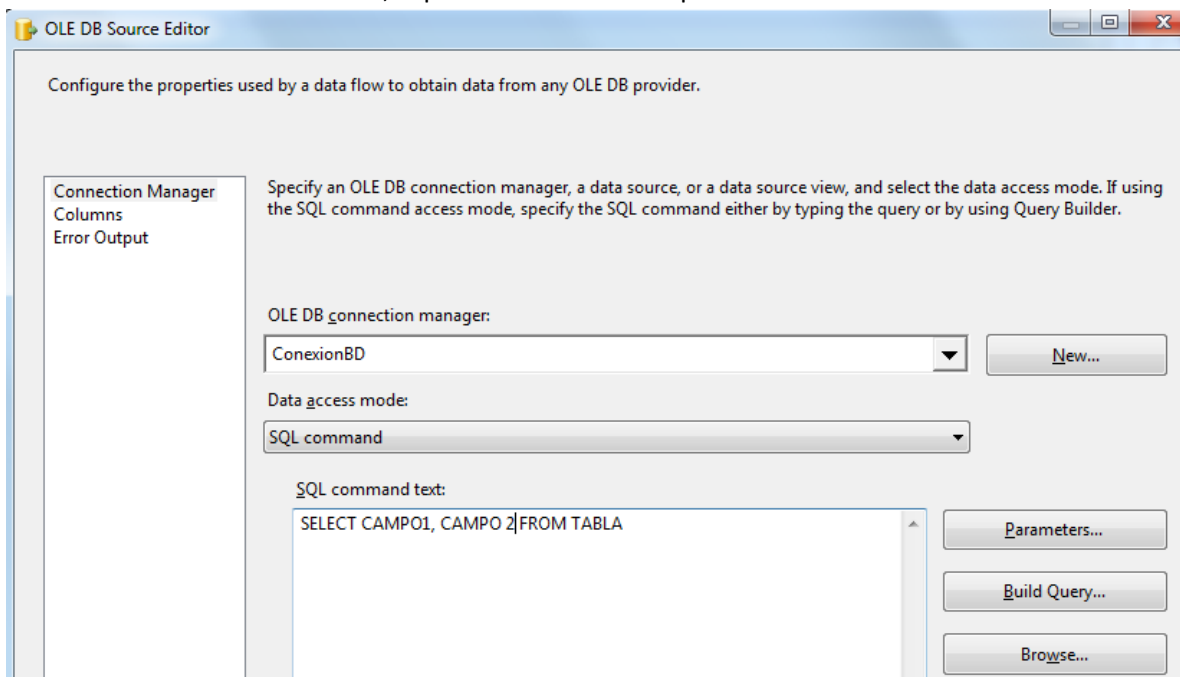 OLE DB Source Editor
Configure the properties used by a data flow to obtain data from any OLE DB provider.
Connection Manager
Columns
Error Output
Specify an OLE DB connection manager, a data source, or a data source view, and select the data access mode. If using
the SQL command access mode, specify the SQL command either by typing the query or by using Query Builder.
OLE DB connection manager:
ConexionBD
New...
Data access mode:
SQL command
SQL command text:
SELECT CAMPO1, CAMPO 2 FROM TABLA
Parameters...
Build Query...
Browse...